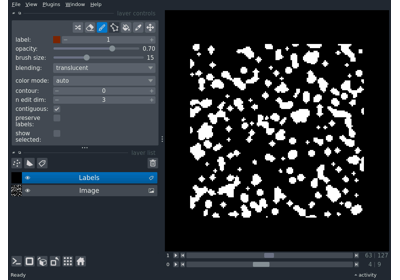 File View Plugins Window Help
layer controls
label: 1
opacity: 0.70
brush size: 15
blending: translucent
color mode: auto
contour: 0
n edit dim: 3
contiguous:
preserve
labels:
show
selected:
layer list
Labels
Image
1 63 127
0 4 9
Ready activity